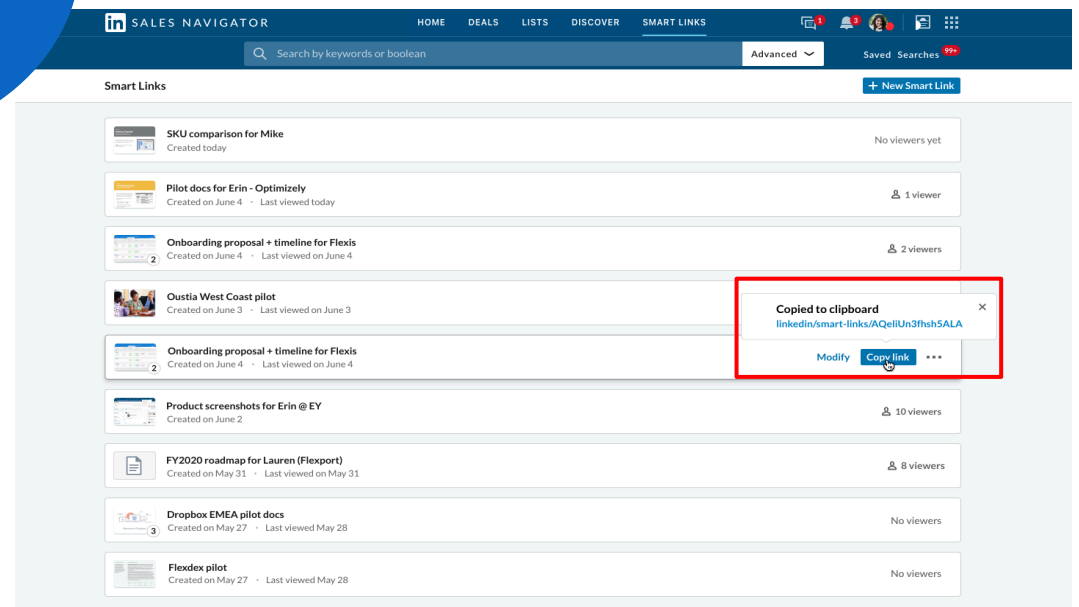 in SALES NAVIGATOR HOME DEALS LISTS DISCOVER SMART LINKS 1 3
Search by keywords or boolean Advanced Saved Searches 99+
Smart Links + New Smart Link
SKU comparison for Mike
Created today
No viewers yet
Pilot docs for Erin - Optimizely
Created on June 4 · Last viewed today
1 viewer
Onboarding proposal + timeline for Flexis
Created on June 4 · Last viewed on June 4
2
2 viewers
Oustia West Coast pilot
Created on June 3 · Last viewed on June 3
Copied to clipboard
linkedin/smart-links/AQeliUn3fhsh5ALA
Onboarding proposal + timeline for Flexis
Created on June 4 · Last viewed on June 4
2
Modify Copy link
Product screenshots for Erin @ EY
Created on June 2
10 viewers
FY2020 roadmap for Lauren (Flexport)
Created on May 31 · Last viewed on May 31
8 viewers
Dropbox EMEA pilot docs
Created on May 27 · Last viewed May 28
3
No viewers
Flexdex pilot
Created on May 27 · Last viewed May 28
No viewers